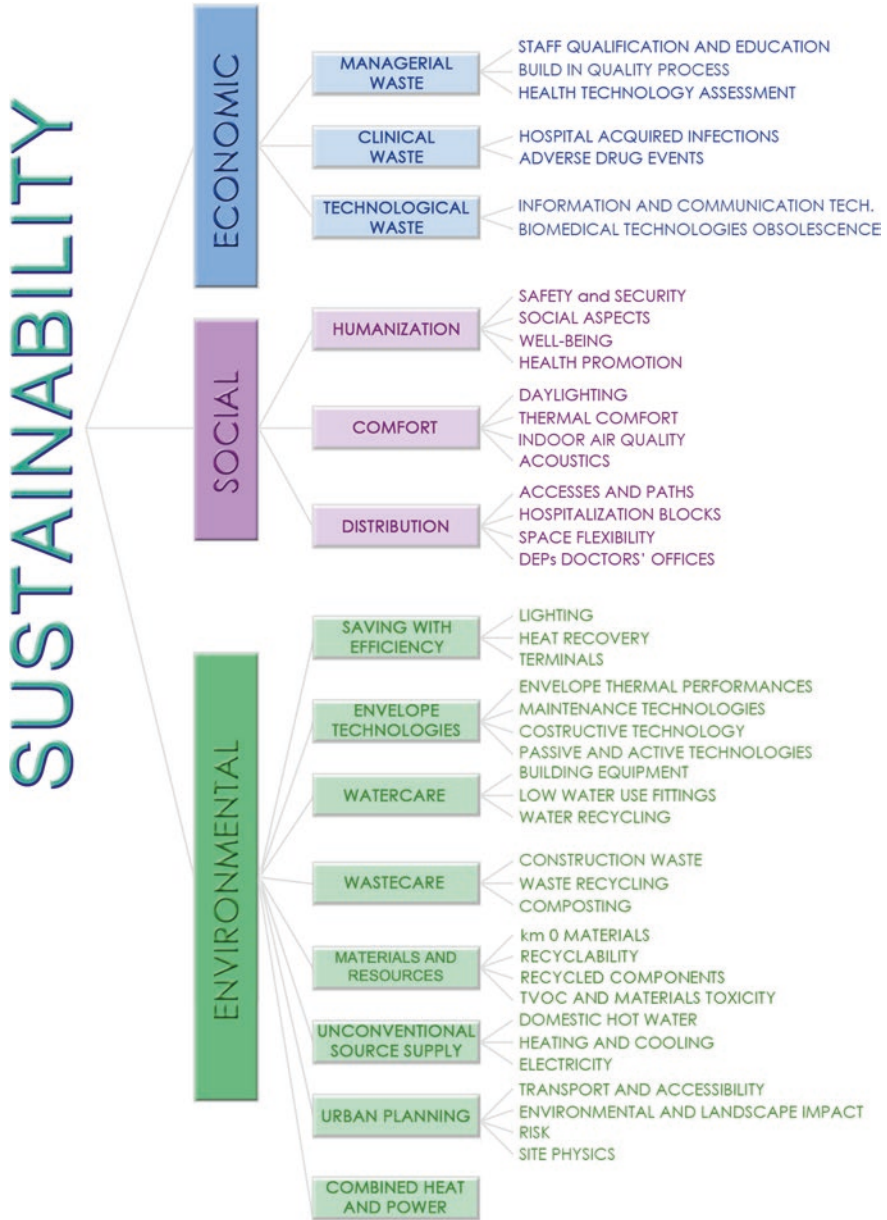 SUSTAINABILITY
ECONOMIC
MANAGERIAL
WASTE
STAFF QUALIFICATION AND EDUCATION
BUILD IN QUALITY PROCESS
HEALTH TECHNOLOGY ASSESSMENT
CLINICAL
WASTE
HOSPITAL ACQUIRED INFECTIONS
ADVERSE DRUG EVENTS
TECHNOLOGICAL
WASTE
INFORMATION AND COMMUNICATION TECH.
BIOMEDICAL TECHNOLOGIES OBSOLESCENCE
SOCIAL
HUMANIZATION
SAFETY and SECURITY
SOCIAL ASPECTS
WELL-BEING
HEALTH PROMOTION
COMFORT
DAYLIGHTING
THERMAL COMFORT
INDOOR AIR QUALITY
ACOUSTICS
DISTRIBUTION
ACCESSES AND PATHS
HOSPITALIZATION BLOCKS
SPACE FLEXIBILITY
DEPs DOCTORS' OFFICES
ENVIRONMENTAL
SAVING WITH
EFFICIENCY
LIGHTING
HEAT RECOVERY
TERMINALS
ENVELOPE
TECHNOLOGIES
ENVELOPE THERMAL PERFORMANCES
MAINTENANCE TECHNOLOGIES
COSTRUCTIVE TECHNOLOGY
PASSIVE AND ACTIVE TECHNOLOGIES
WATERCARE
BUILDING EQUIPMENT
LOW WATER USE FITTINGS
WATER RECYCLING
WASTECARE
CONSTRUCTION WASTE
WASTE RECYCLING
COMPOSTING
MATERIALS AND
RESOURCES
km 0 MATERIALS
RECYCLABILITY
RECYCLED COMPONENTS
TVOC AND MATERIALS TOXICITY
UNCONVENTIONAL
SOURCE SUPPLY
DOMESTIC HOT WATER
HEATING AND COOLING
ELECTRICITY
URBAN PLANNING
TRANSPORT AND ACCESSIBILITY
ENVIRONMENTAL AND LANDSCAPE IMPACT
RISK
SITE PHYSICS
COMBINED HEAT
AND POWER